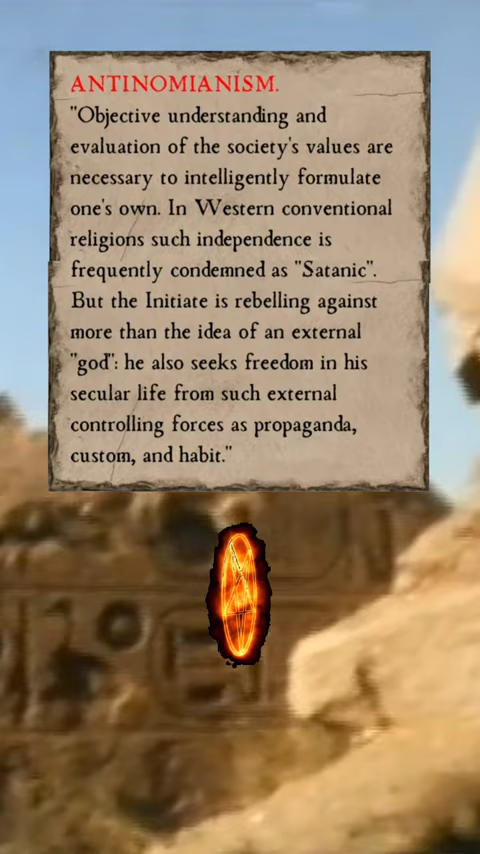 ANTINOMIANISM.
"Objective understanding and
evaluation of the society's values are
necessary to intelligently formulate
one's own. In Western conventional
religions such independence is
frequently condemned as "Satanic".
But the Initiate is rebelling against
more than the idea of an external
"god": he also seeks freedom in his
secular life from such external
controlling forces as propaganda,
custom, and habit."